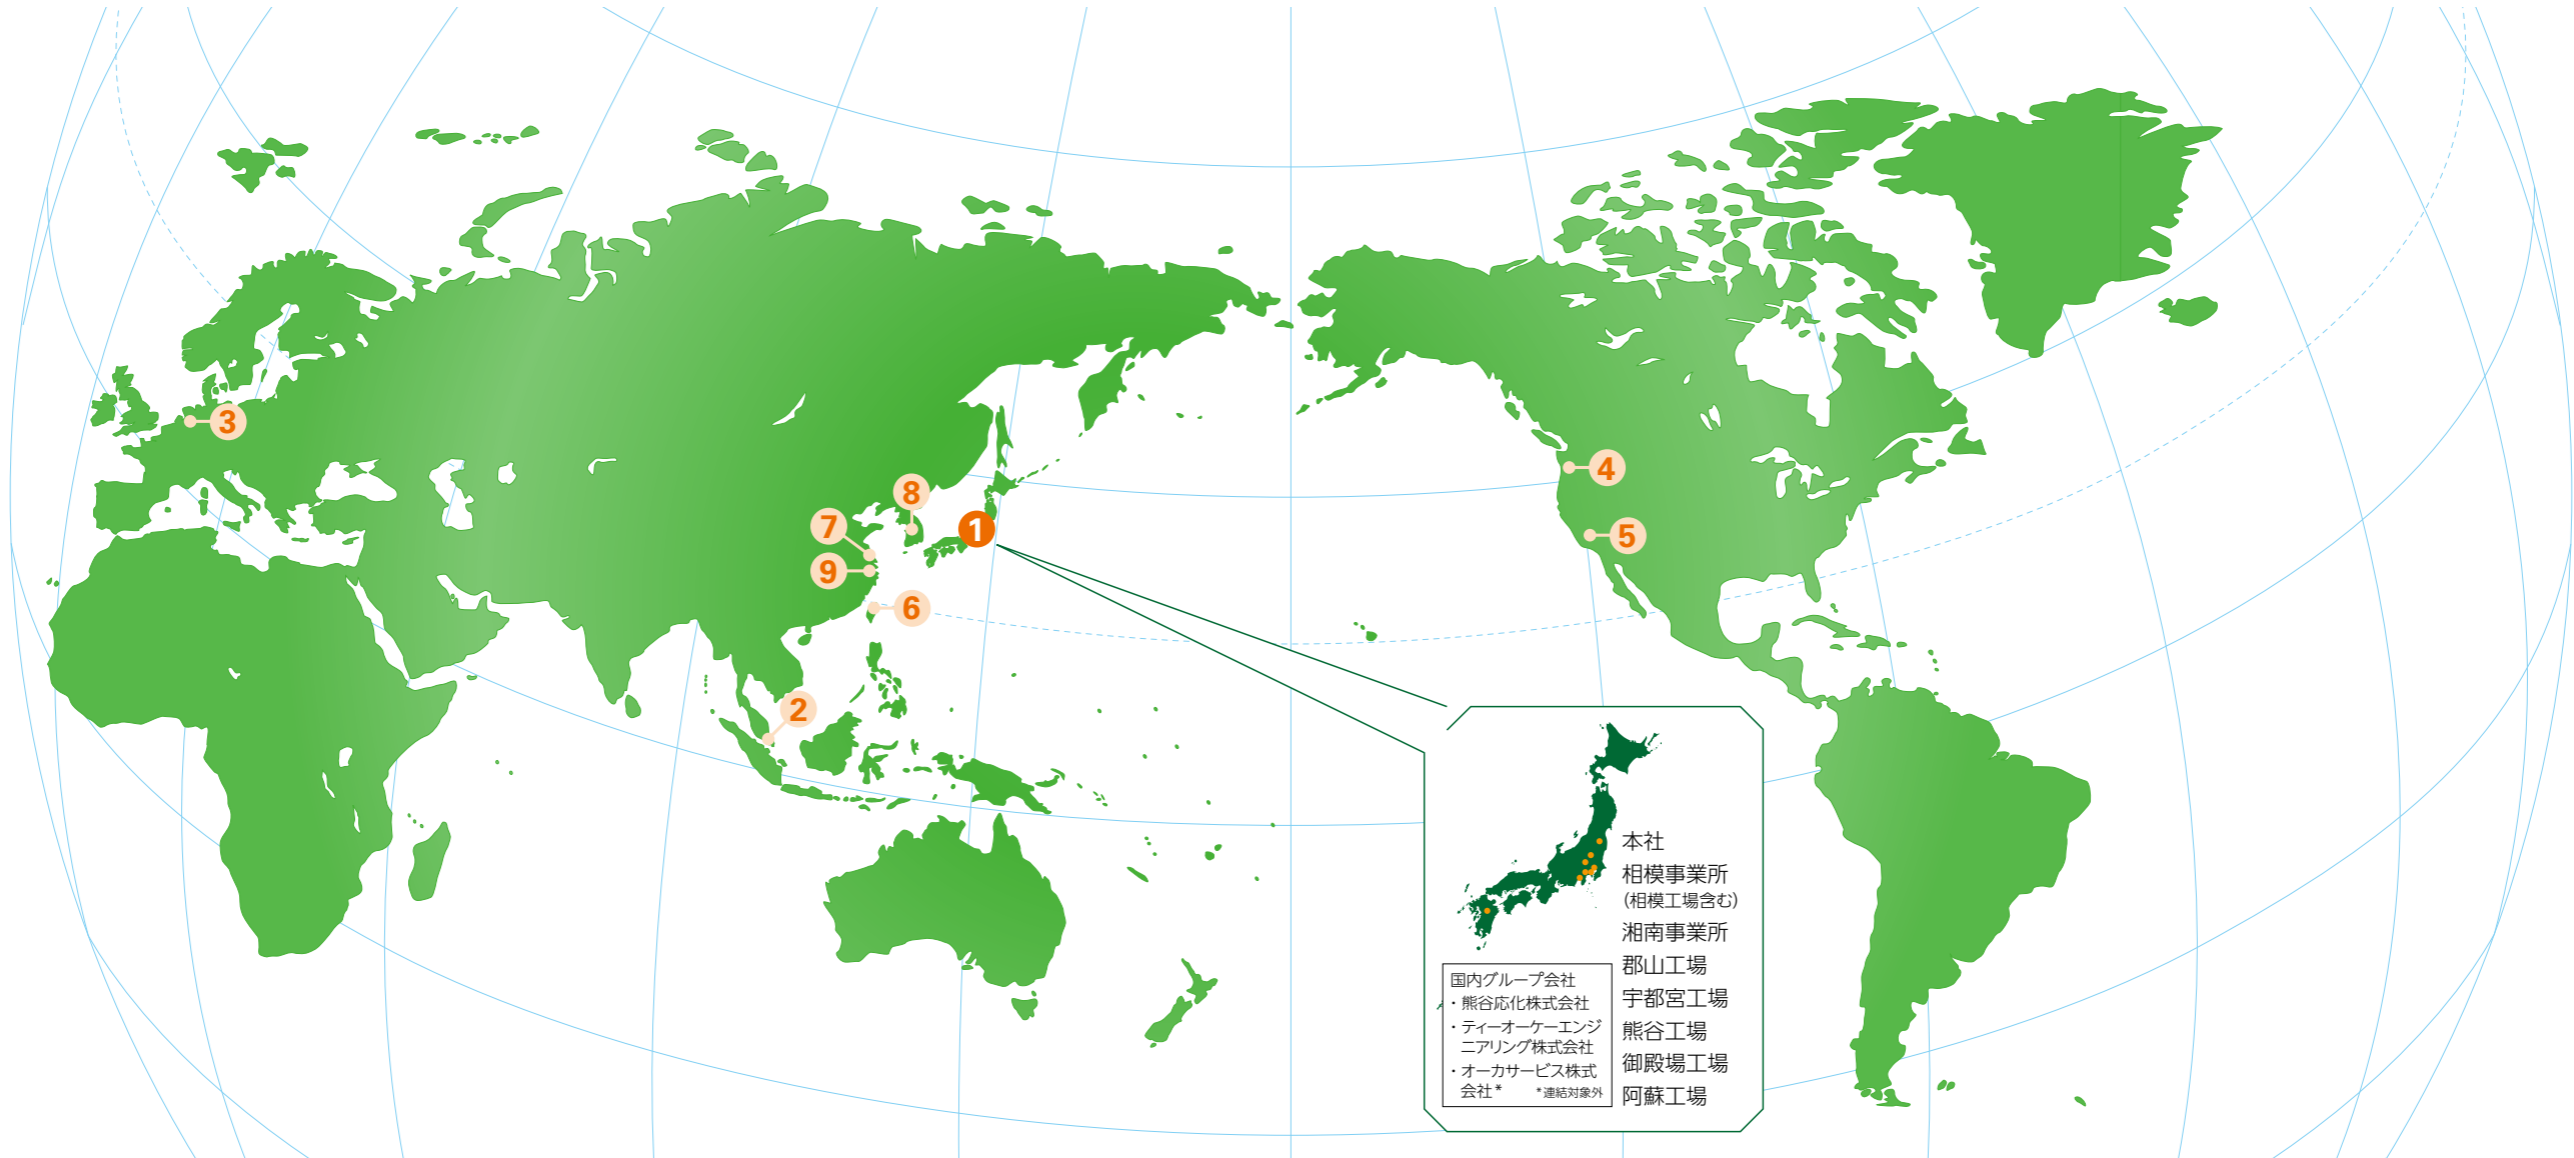 3
4
8
7
1
5
9
6
2
本社
相模事業所
(相模工場含む)
湘南事業所
郡山工場
宇都宮工場
熊谷工場
御殿場工場
阿蘇工場
国内グループ会社
・熊谷応化株式会社
・ティーオーケーエンジ
ニアリング株式会社
・オーカサービス株式
会社* *連結対象外